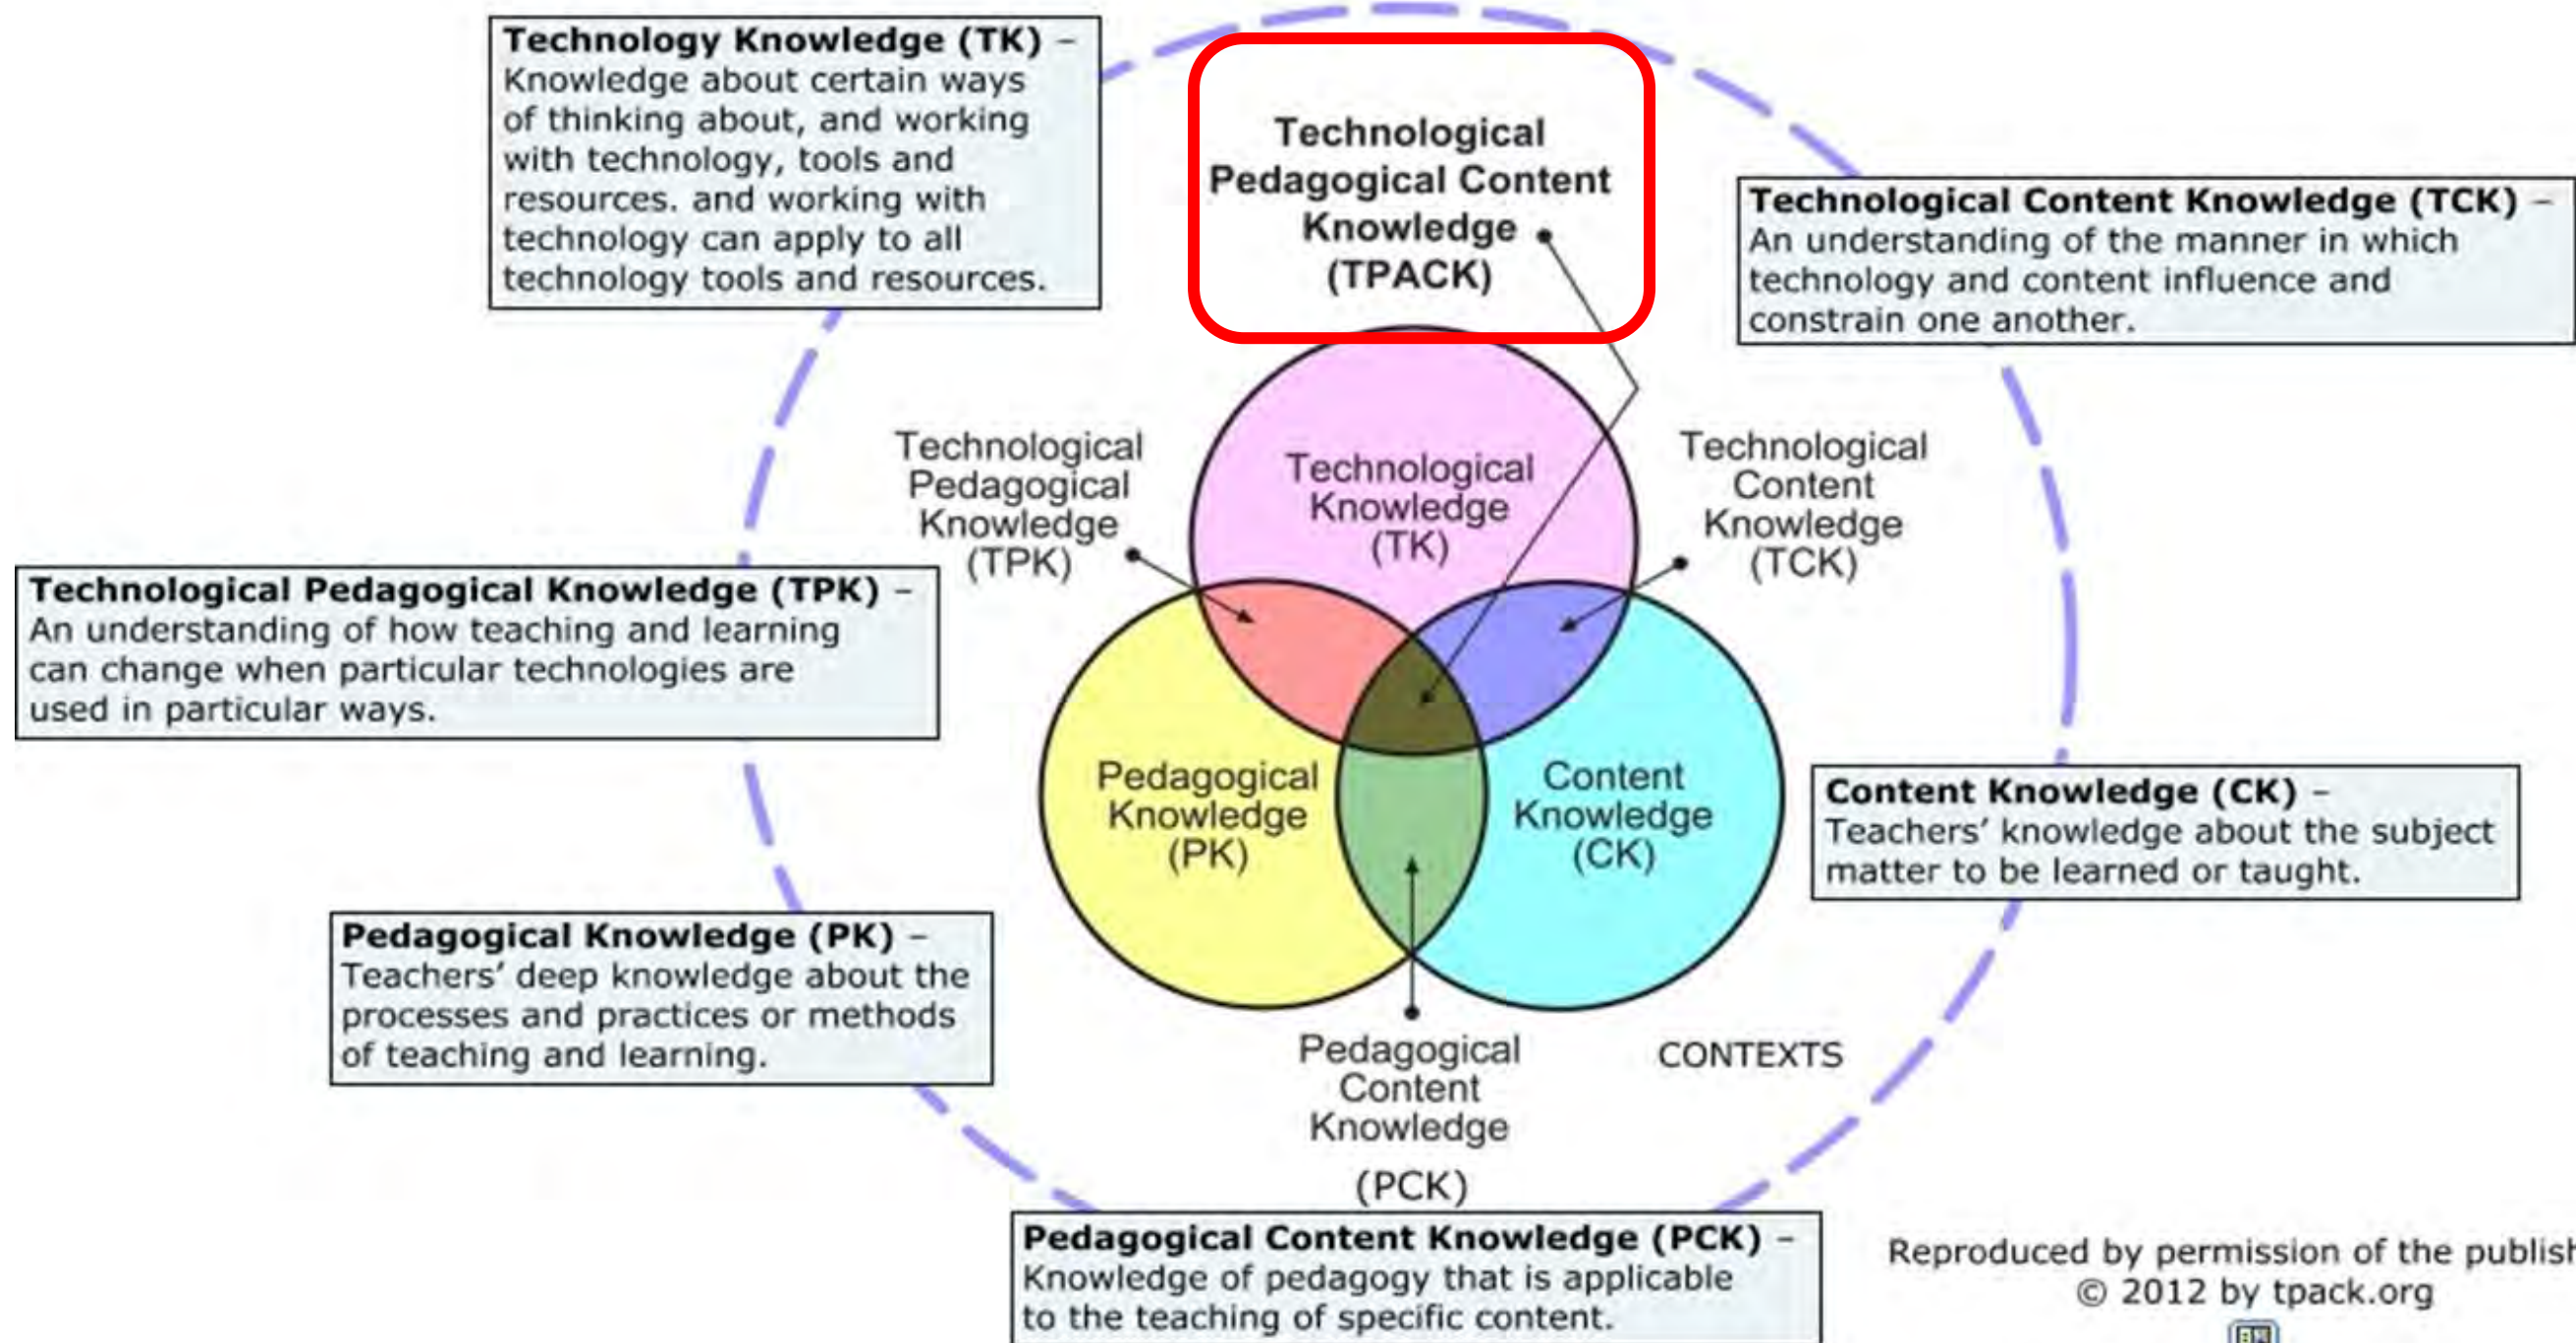 Technology Knowledge (TK) –
Knowledge about certain ways
of thinking about, and working
with technology, tools and
resources. and working with
technology can apply to all
technology tools and resources.
Technological
Pedagogical Content
Knowledge
(TPACK)
Technological Content Knowledge (TCK) –
An understanding of the manner in which
technology and content influence and
constrain one another.
Technological
Pedagogical
Knowledge
(TPK)
Technological
Knowledge
(TK)
Technological
Content
Knowledge
(TCK)
Technological Pedagogical Knowledge (TPK) –
An understanding of how teaching and learning
can change when particular technologies are
used in particular ways.
Pedagogical
Knowledge
(PK)
Content
Knowledge
(CK)
Content Knowledge (CK) –
Teachers’ knowledge about the subject
matter to be learned or taught.
Pedagogical Knowledge (PK) –
Teachers’ deep knowledge about the
processes and practices or methods
of teaching and learning.
Pedagogical
Content
Knowledge
(PCK)
CONTEXTS
Pedagogical Content Knowledge (PCK) –
Knowledge of pedagogy that is applicable
to the teaching of specific content.
Reproduced by permission of the publish
© 2012 by tpack.org